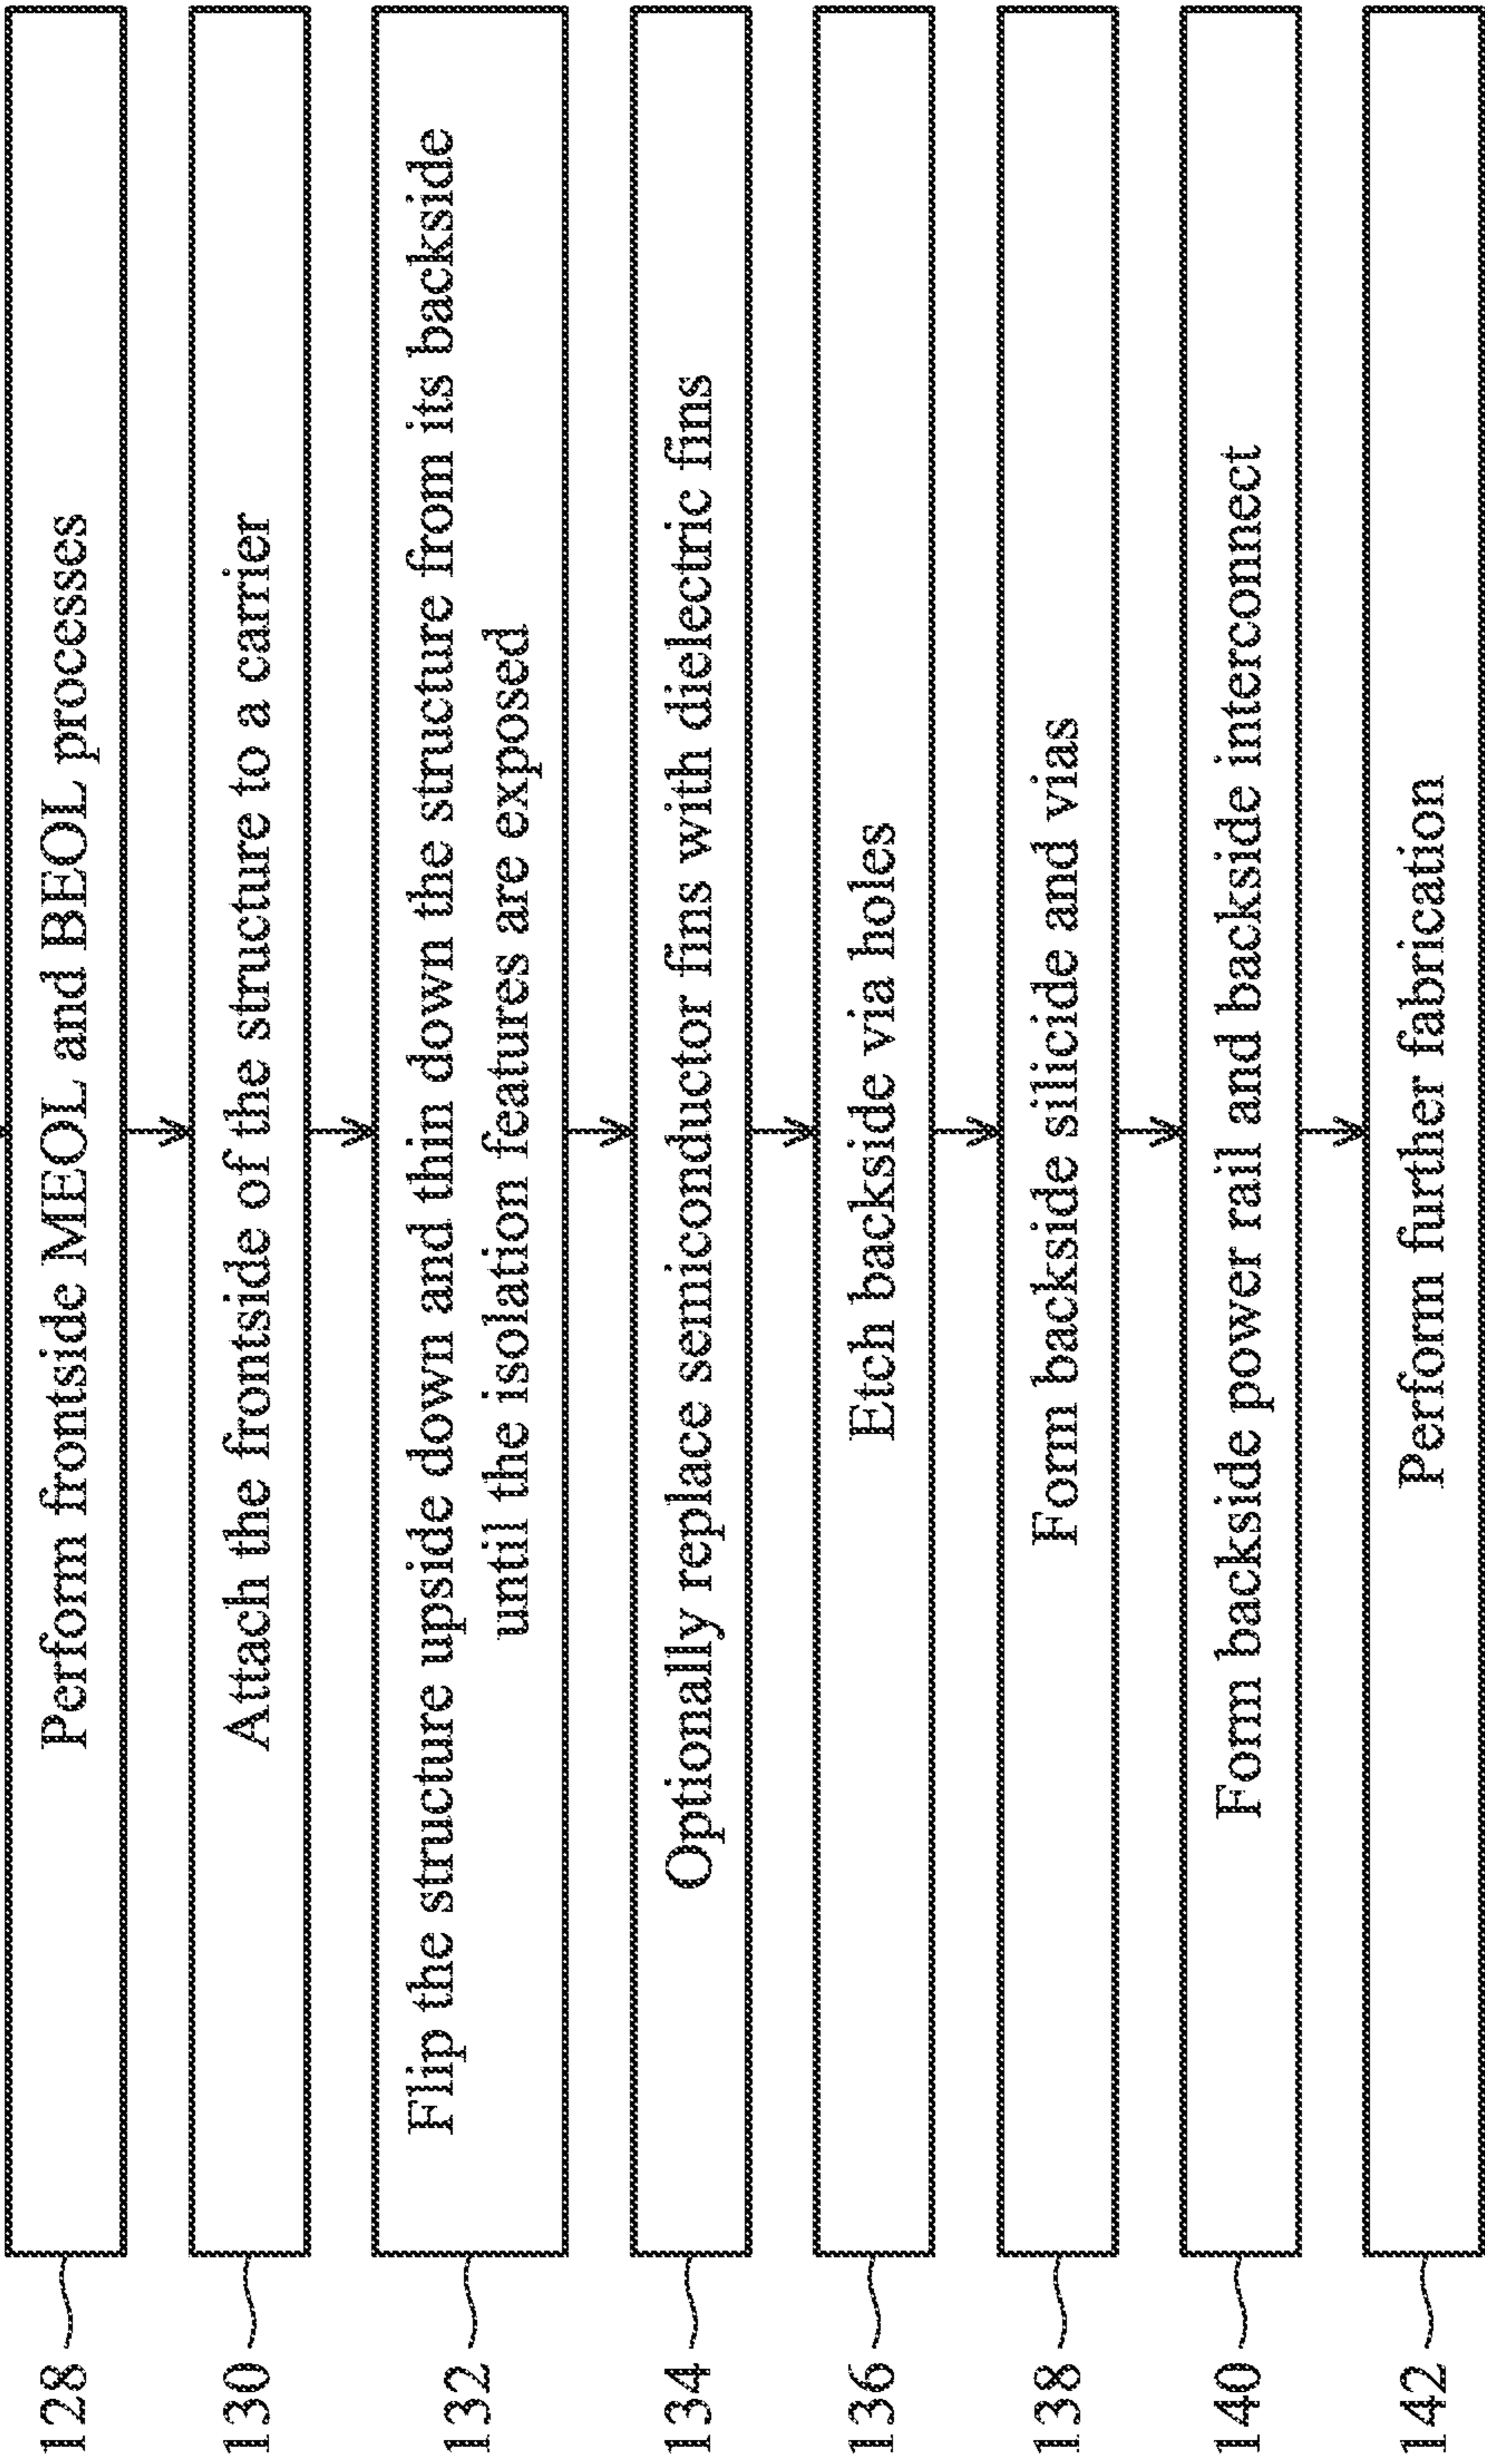 128
Perform frontside MEOL and BEOL processes
130
Attach the frontside of the structure to a carrier
132
Flip the structure upside down and thin down the structure from its backside
until the isolation features are exposed
134
Optionally replace semiconductor fins with dielectric fins
136
Etch backside via holes
138
Form backside silicide and vias
140
Form backside power rail and backside interconnect
142
Perform further fabrication